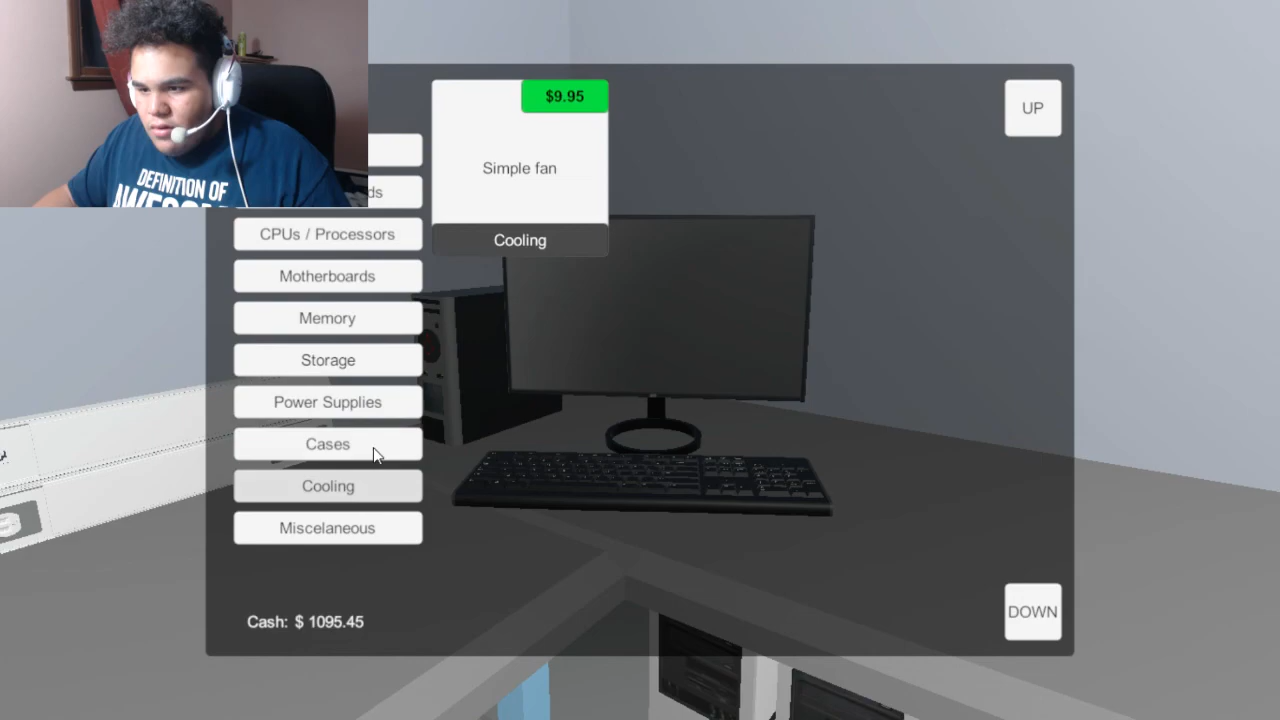 DEFINITION OF
$9.95
UP
Simple fan
ds
CPUs / Processors
Cooling
Motherboards
Memory
Storage
Power Supplies
Cases
Cooling
Miscelaneous
Cash: $ 1095.45
DOWN